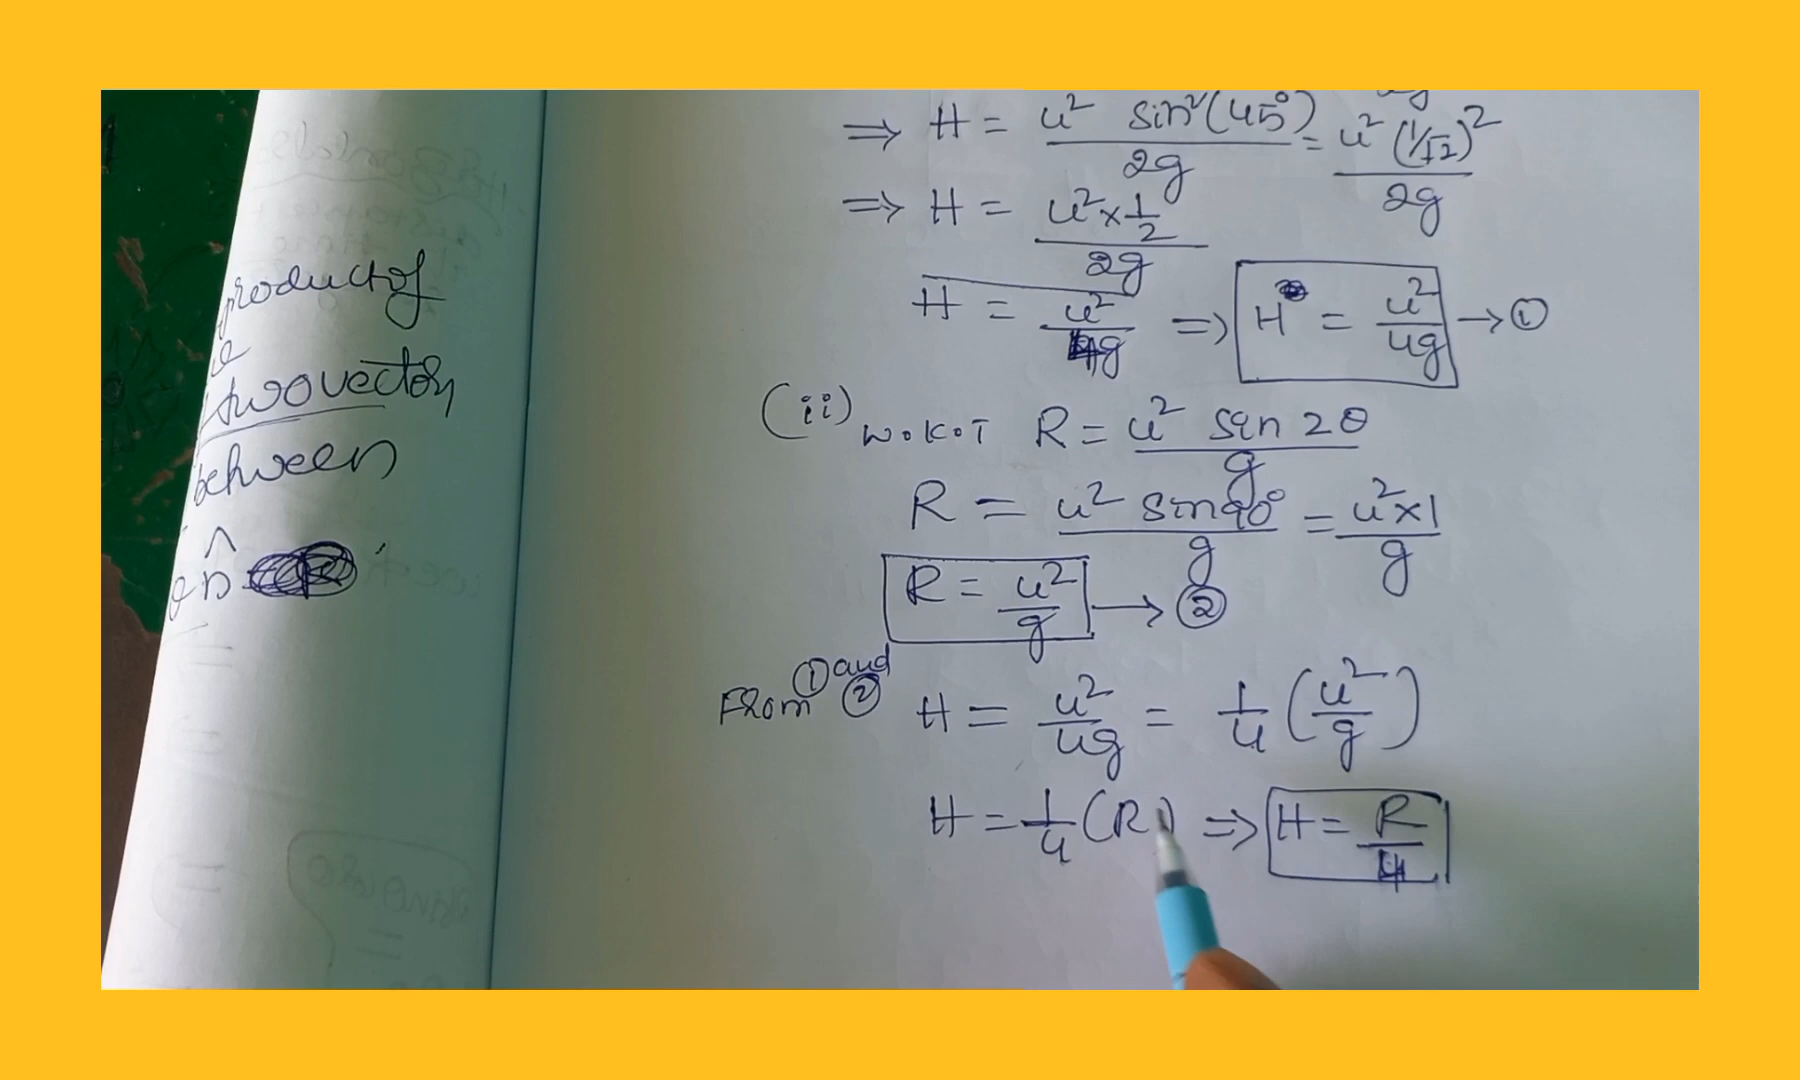 product of
two vector
between
n̂
⇒ H = u² sin²(45°)/2g = u² (1/√2)²/2g
⇒ H = u² × 1/2 / 2g
H = u²/4g ⇒ H = u²/4g → ①
(ii) W.K.T R = u² sin 2θ / g
R = u² sin90°/g = u²×1/g
R = u²/g → ②
From ① and ② H = u²/4g = 1/4 (u²/g)
H = 1/4 (R) ⇒ H = R/4